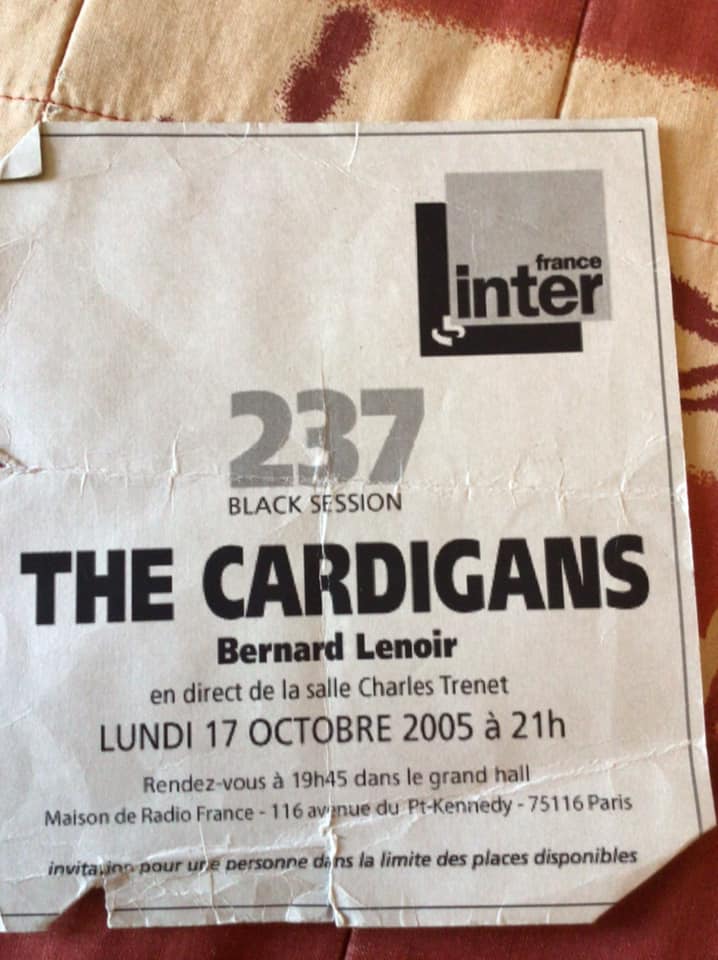 france
inter
237
BLACK SESSION
THE CARDIGANS
Bernard Lenoir
en direct de la salle Charles Trenet
LUNDI 17 OCTOBRE 2005 à 21h
Rendez-vous à 19h45 dans le grand hall
Maison de Radio France - 116 avenue du Pt-Kennedy - 75116 Paris
invitation pour une personne dans la limite des places disponibles